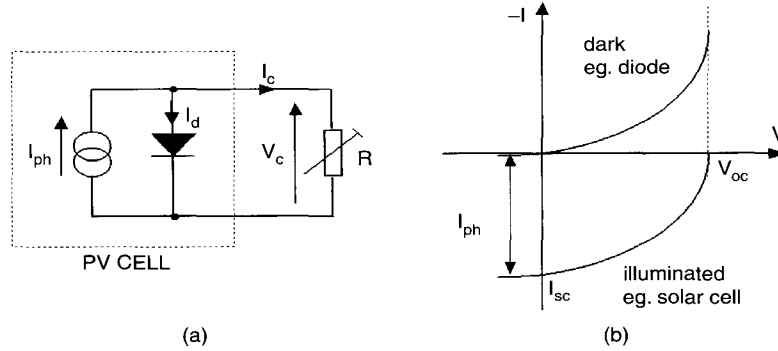 I_c
I_d
I_ph
V_c
R
PV CELL
(a)
–I
dark
eg. diode
V
V_oc
I_ph
I_sc
illuminated
eg. solar cell
(b)